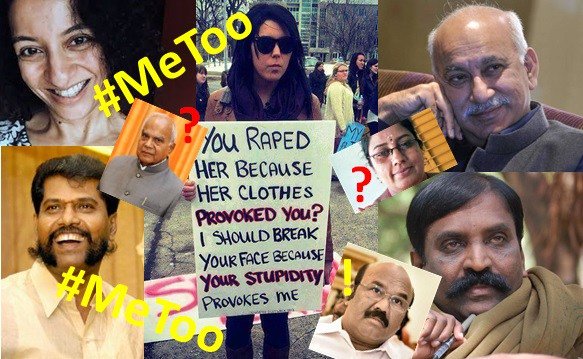 #MeToo
?
YOU RAPED
HER BECAUSE
HER CLOTHES
PROVOKED YOU?
I SHOULD BREAK
YOUR FACE BECAUSE
YOUR STUPIDITY
PROVOKES ME
?
!
#MeToo